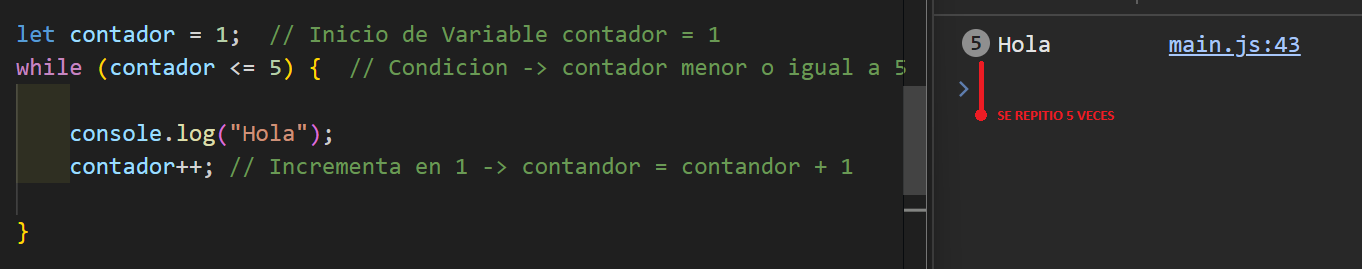 let contador = 1;  // Inicio de Variable contador = 1
while (contador <= 5) {  // Condicion -> contador menor o igual a 5
console.log("Hola");
contador++; // Incrementa en 1 -> contandor = contandor + 1
}
5 Hola main.js:43
>
SE REPITIO 5 VECES